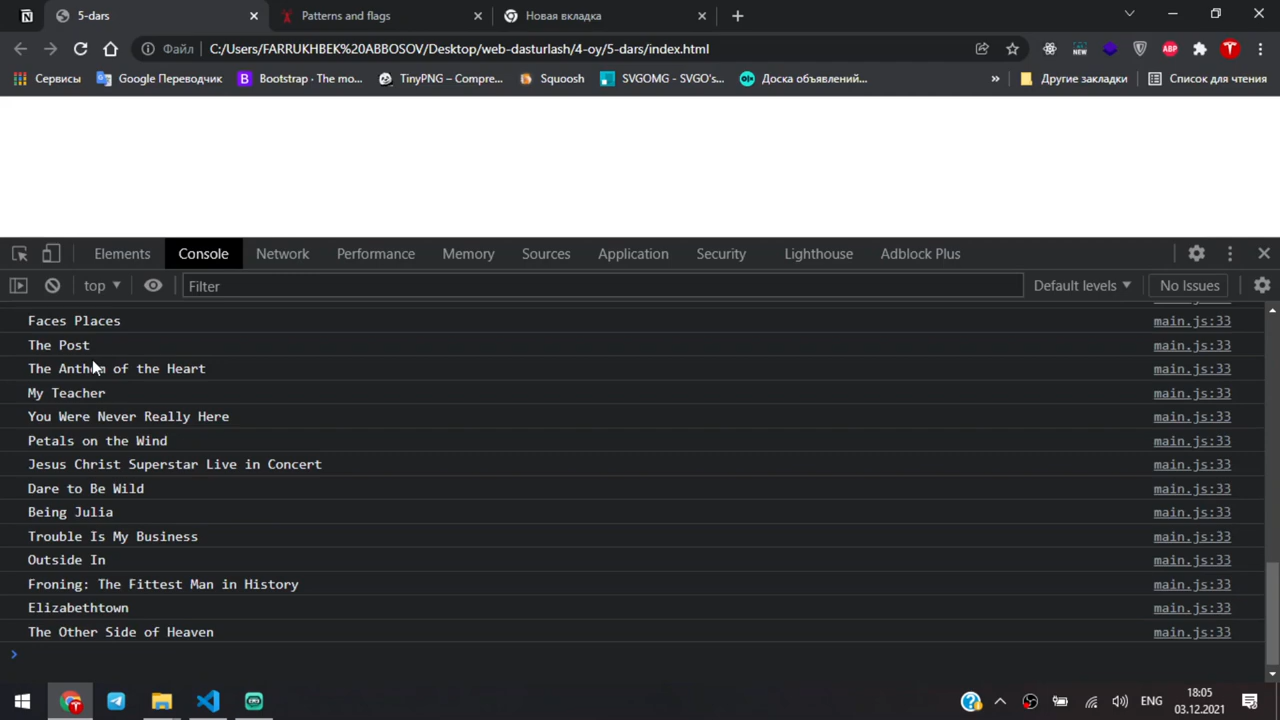 5-dars
Patterns and flags
Новая вкладка
Файл
C:/Users/FARRUKHBEK%20ABBOSOV/Desktop/web-dasturlash/4-oy/5-dars/index.html
NEW
ABP
Сервисы
Google Переводчик
Bootstrap · The mo...
TinyPNG – Compre...
Squoosh
SVGOMG - SVGO's...
Доска объявлений...
»
Другие закладки
Список для чтения
Elements
Console
Network
Performance
Memory
Sources
Application
Security
Lighthouse
Adblock Plus
top
Filter
Default levels
No Issues
Faces Places main.js:33
The Post main.js:33
The Anthem of the Heart main.js:33
My Teacher main.js:33
You Were Never Really Here main.js:33
Petals on the Wind main.js:33
Jesus Christ Superstar Live in Concert main.js:33
Dare to Be Wild main.js:33
Being Julia main.js:33
Trouble Is My Business main.js:33
Outside In main.js:33
Froning: The Fittest Man in History main.js:33
Elizabethtown main.js:33
The Other Side of Heaven main.js:33
>
ENG
18:05
03.12.2021